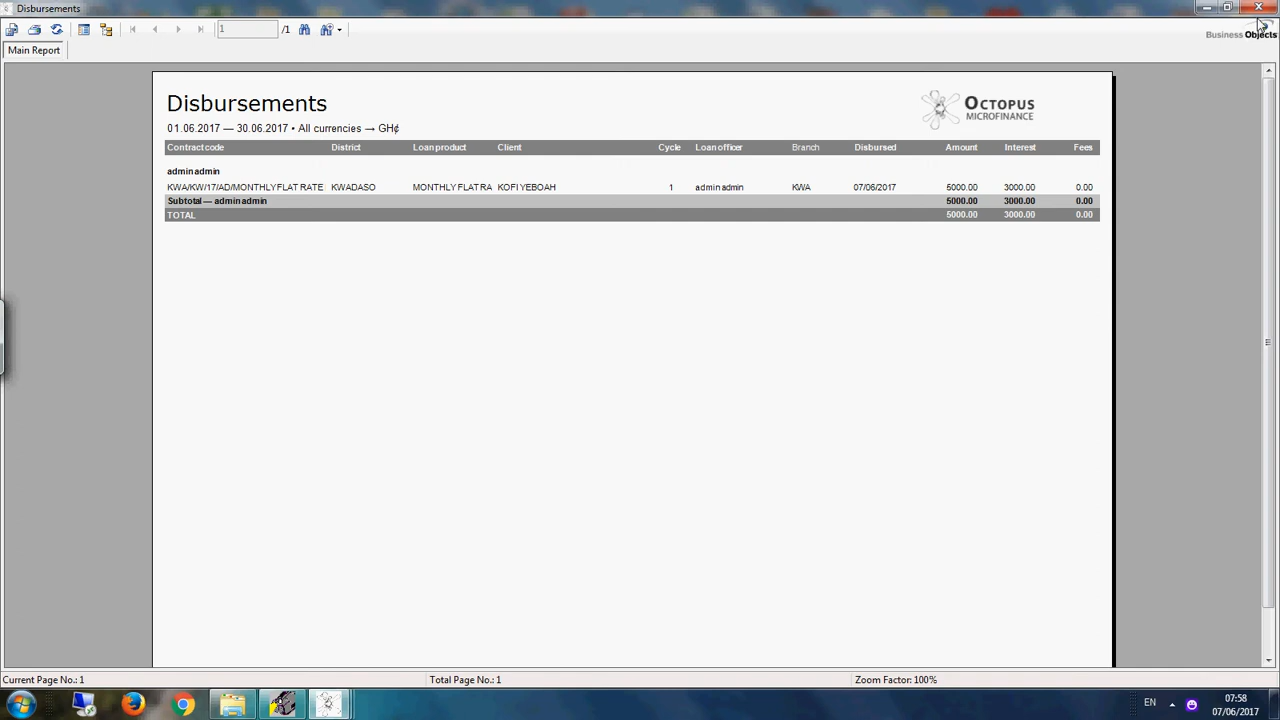 Disbursements
1 /1
Business Objects
Main Report
Disbursements
OCTOPUS
MICROFINANCE
01.06.2017 — 30.06.2017 • All currencies → GH¢
Contract code District Loan product Client Cycle Loan officer Branch Disbursed Amount Interest Fees
admin admin
KWA/KW/17/AD/MONTHLY FLAT RATE KWADASO MONTHLY FLAT RA KOFI YEBOAH 1 admin admin KWA 07/06/2017 5000.00 3000.00 0.00
Subtotal — admin admin 5000.00 3000.00 0.00
TOTAL 5000.00 3000.00 0.00
Current Page No.: 1 Total Page No.: 1 Zoom Factor: 100%
EN 07:58
07/06/2017